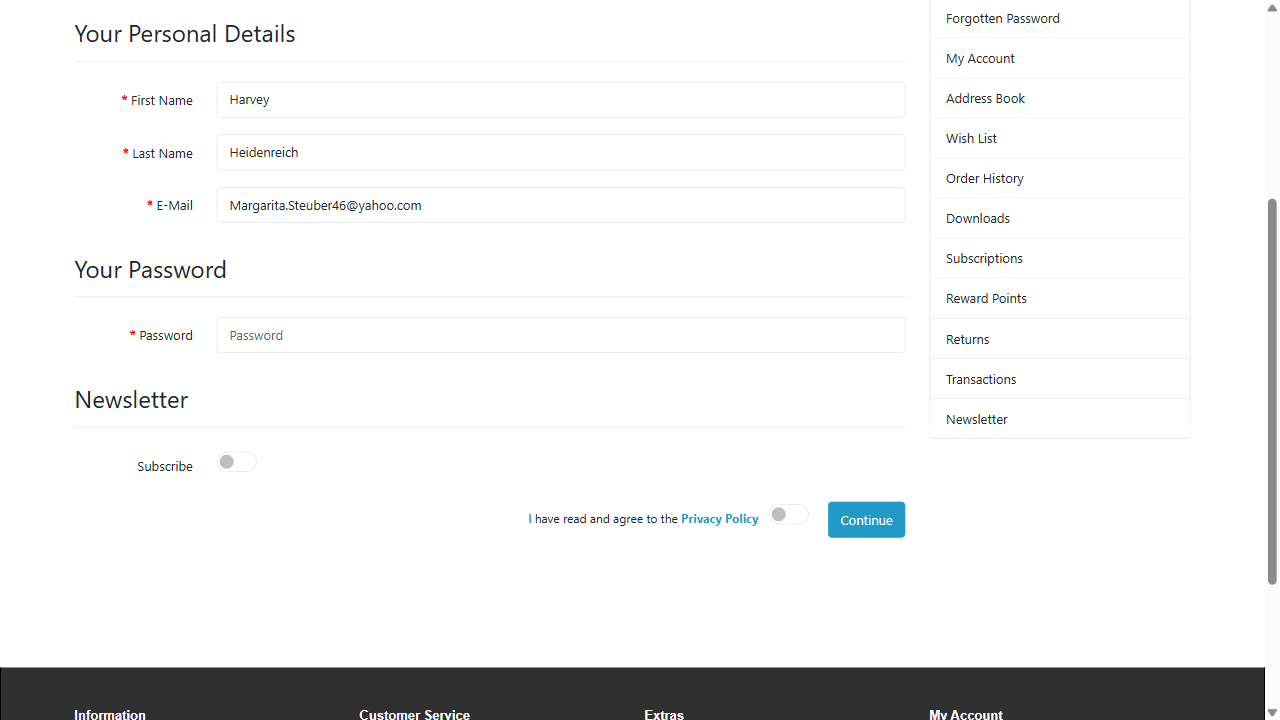 Your Personal Details
* First Name
Harvey
* Last Name
Heidenreich
* E-Mail
Margarita.Steuber46@yahoo.com
Your Password
* Password
Password
Newsletter
Subscribe
I have read and agree to the Privacy Policy
Continue
Forgotten Password
My Account
Address Book
Wish List
Order History
Downloads
Subscriptions
Reward Points
Returns
Transactions
Newsletter
Information
Customer Service
Extras
My Account